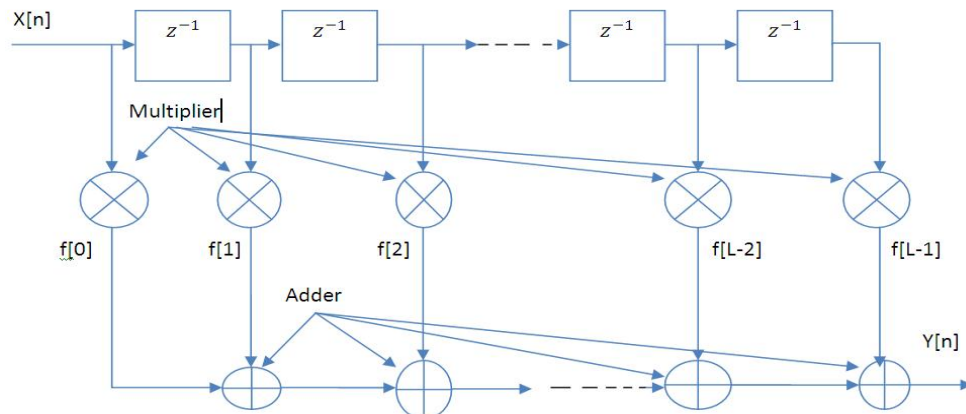 X[n]
z⁻¹ z⁻¹ z⁻¹ z⁻¹
Multiplier
f[0] f[1] f[2] f[L-2] f[L-1]
Adder
Y[n]